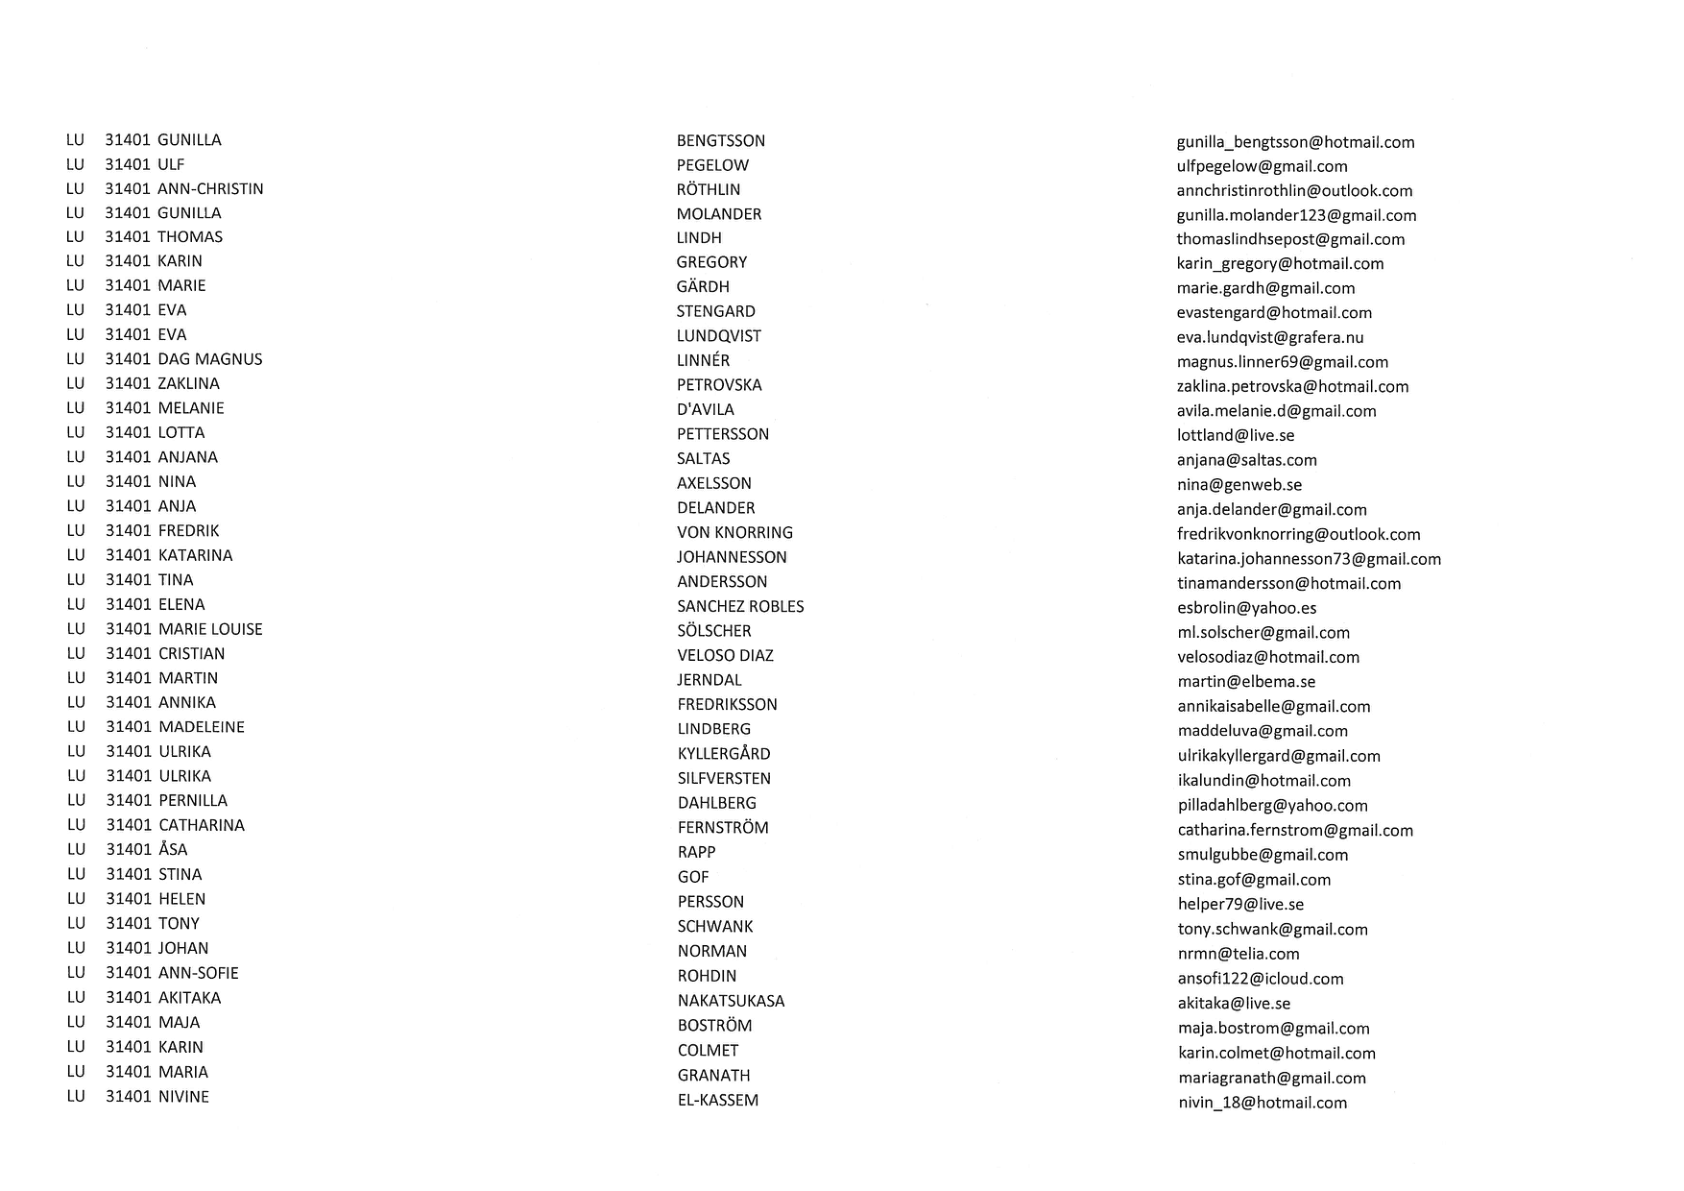 LU 31401 GUNILLA BENGTSSON gunilla_bengtsson@hotmail.com
LU 31401 ULF PEGELOW ulfpegelow@gmail.com
LU 31401 ANN-CHRISTIN RÖTHLIN annchristinrothlin@outlook.com
LU 31401 GUNILLA MOLANDER gunilla.molander123@gmail.com
LU 31401 THOMAS LINDH thomaslindhsepost@gmail.com
LU 31401 KARIN GREGORY karin_gregory@hotmail.com
LU 31401 MARIE GÄRDH marie.gardh@gmail.com
LU 31401 EVA STENGARD evastengard@hotmail.com
LU 31401 EVA LUNDQVIST eva.lundqvist@grafera.nu
LU 31401 DAG MAGNUS LINNÉR magnus.linner69@gmail.com
LU 31401 ZAKLINA PETROVSKA zaklina.petrovska@hotmail.com
LU 31401 MELANIE D'AVILA avila.melanie.d@gmail.com
LU 31401 LOTTA PETTERSSON lottland@live.se
LU 31401 ANJANA SALTAS anjana@saltas.com
LU 31401 NINA AXELSSON nina@genweb.se
LU 31401 ANJA DELANDER anja.delander@gmail.com
LU 31401 FREDRIK VON KNORRING fredrikvonknorring@outlook.com
LU 31401 KATARINA JOHANNESSON katarina.johannesson73@gmail.com
LU 31401 TINA ANDERSSON tinamandersson@hotmail.com
LU 31401 ELENA SANCHEZ ROBLES esbrolin@yahoo.es
LU 31401 MARIE LOUISE SÖLSCHER ml.solscher@gmail.com
LU 31401 CRISTIAN VELOSO DIAZ velosodiaz@hotmail.com
LU 31401 MARTIN JERNDAL martin@elbema.se
LU 31401 ANNIKA FREDRIKSSON annikaisabelle@gmail.com
LU 31401 MADELEINE LINDBERG maddeluva@gmail.com
LU 31401 ULRIKA KYLLERGÅRD ulrikakyllergard@gmail.com
LU 31401 ULRIKA SILFVERSTEN ikalundin@hotmail.com
LU 31401 PERNILLA DAHLBERG pilladahlberg@yahoo.com
LU 31401 CATHARINA FERNSTRÖM catharina.fernstrom@gmail.com
LU 31401 ÅSA RAPP smulgubbe@gmail.com
LU 31401 STINA GOF stina.gof@gmail.com
LU 31401 HELEN PERSSON helper79@live.se
LU 31401 TONY SCHWANK tony.schwank@gmail.com
LU 31401 JOHAN NORMAN nrmn@telia.com
LU 31401 ANN-SOFIE ROHDIN ansofi122@icloud.com
LU 31401 AKITAKA NAKATSUKASA akitaka@live.se
LU 31401 MAJA BOSTRÖM maja.bostrom@gmail.com
LU 31401 KARIN COLMET karin.colmet@hotmail.com
LU 31401 MARIA GRANATH mariagranath@gmail.com
LU 31401 NIVINE EL-KASSEM nivin_18@hotmail.com